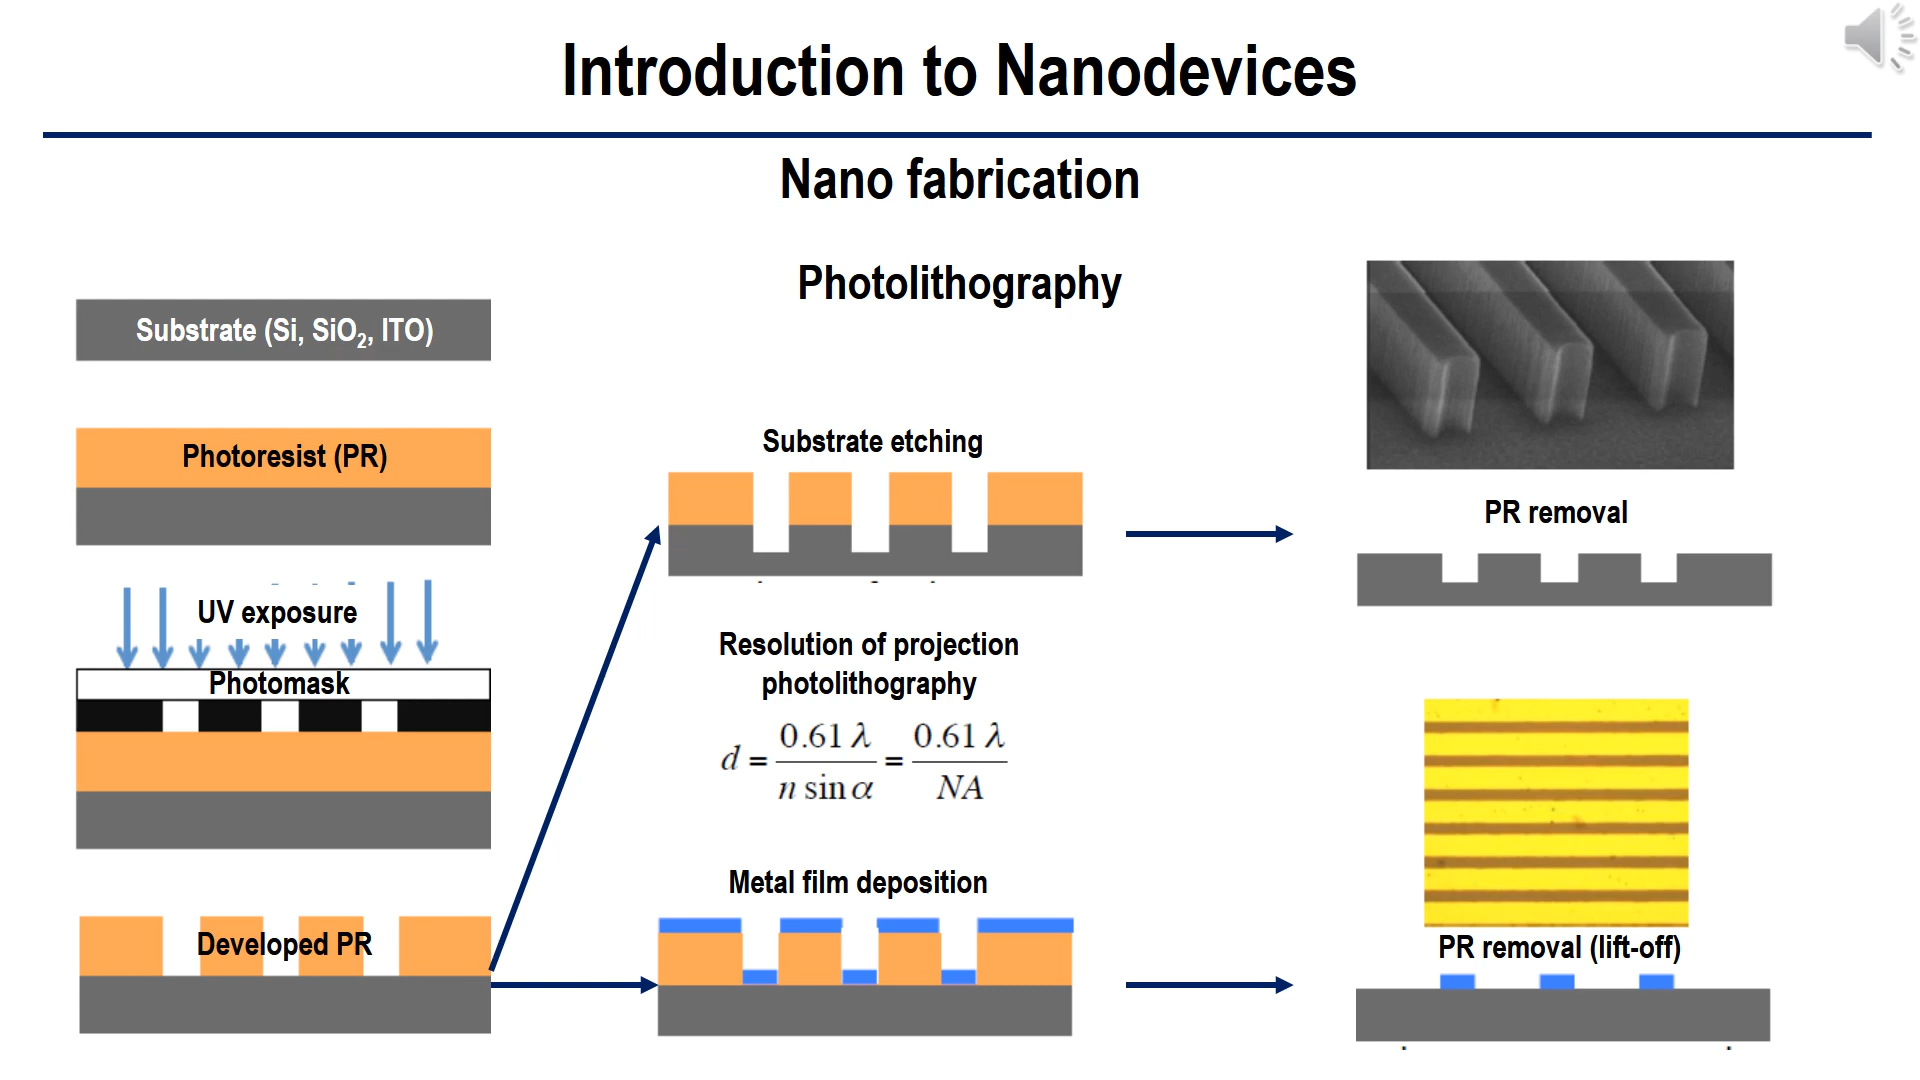 Introduction to Nanodevices
Nano fabrication
Photolithography
Substrate (Si, SiO₂, ITO)
Photoresist (PR)
UV exposure
Photomask
Developed PR
Substrate etching
Resolution of projection
photolithography
d = 0.61 λ / n sin α = 0.61 λ / NA
Metal film deposition
PR removal
PR removal (lift-off)